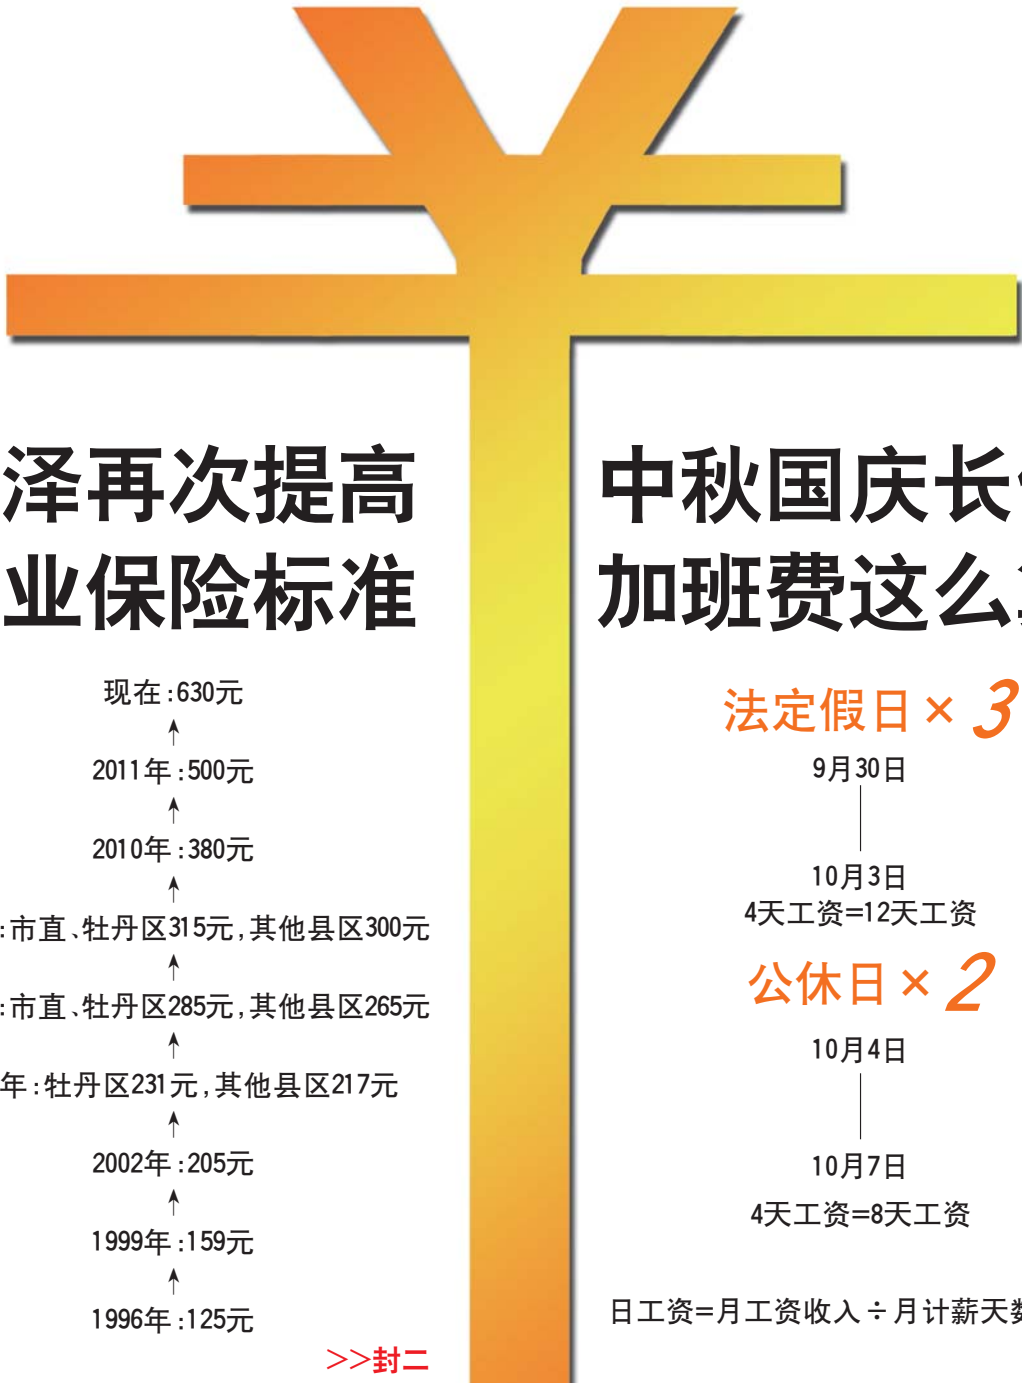 泽再次提高
业保险标准
现在:630元
2011年:500元
2010年:380元
:市直、牡丹区315元,其他县区300元
:市直、牡丹区285元,其他县区265元
年:牡丹区231元,其他县区217元
2002年:205元
1999年:159元
1996年:125元
>>封二
中秋国庆长
加班费这么
法定假日×3
9月30日
10月3日
4天工资=12天工资
公休日×2
10月4日
10月7日
4天工资=8天工资
日工资=月工资收入÷月计薪天